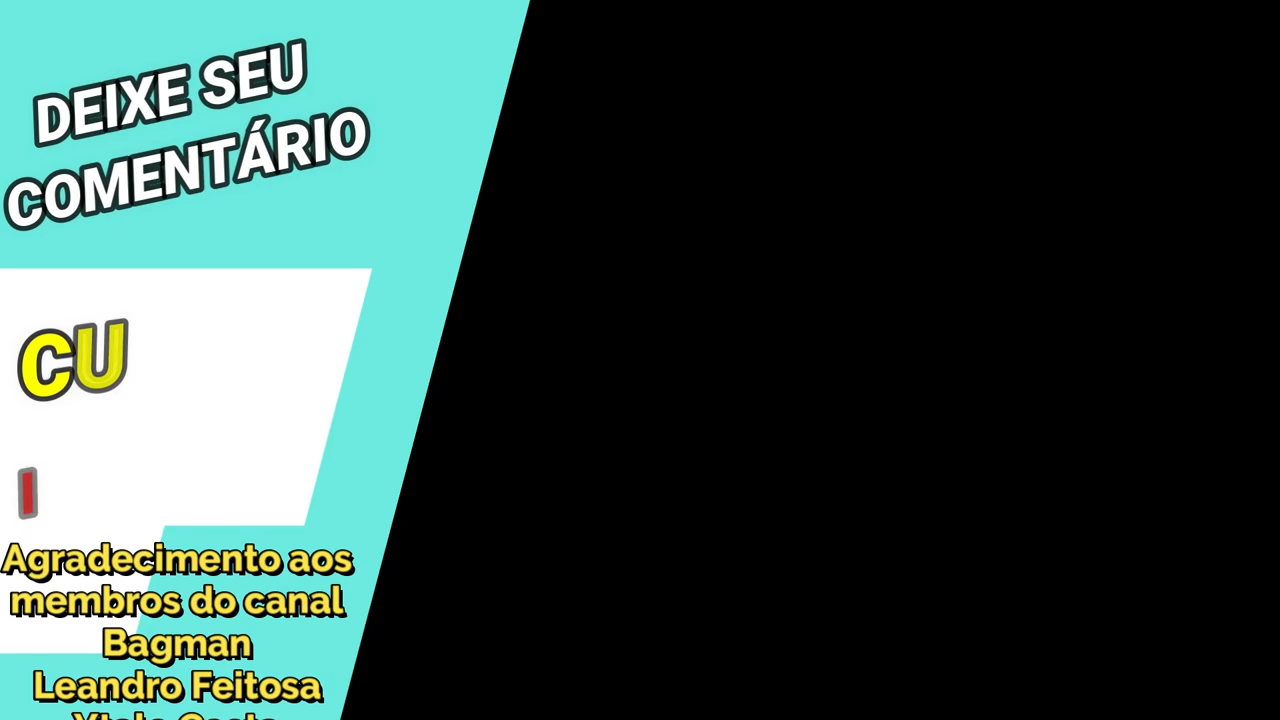 DEIXE SEU
COMENTÁRIO
CU
I
Agradecimento aos
membros do canal
Bagman
Leandro Feitosa